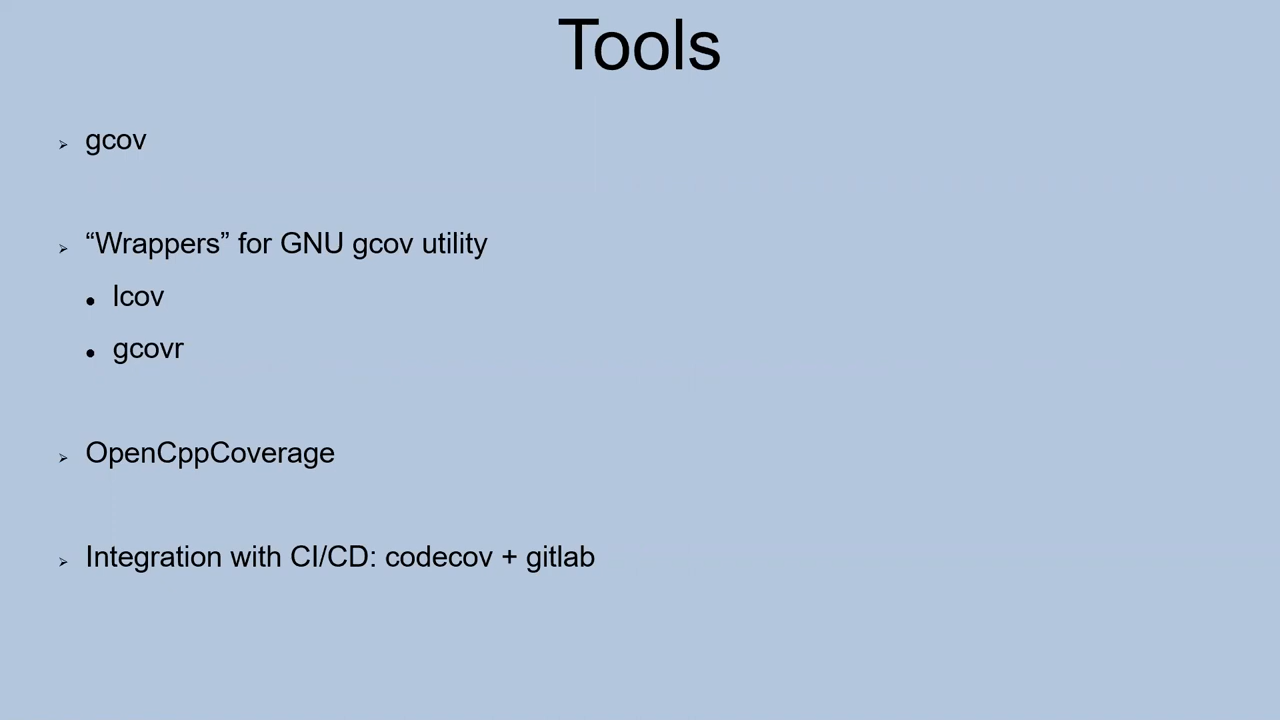 Tools
gcov
“Wrappers” for GNU gcov utility
lcov
gcovr
OpenCppCoverage
Integration with CI/CD: codecov + gitlab